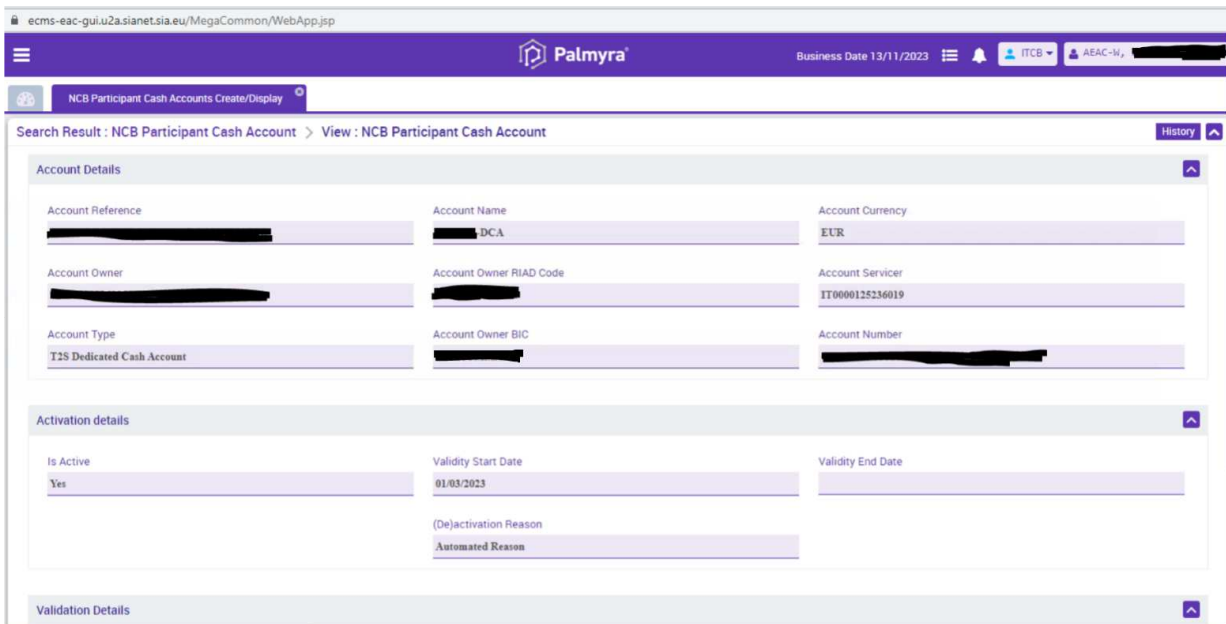 ecms-eac-gui.u2a.sianet.sia.eu/MegaCommon/WebApp.jsp
Palmyra
Business Date 13/11/2023
ITCB
AEAC-W,
NCB Participant Cash Accounts Create/Display
Search Result : NCB Participant Cash Account > View : NCB Participant Cash Account
History
Account Details
Account Reference
Account Name
Account Currency
-DCA
EUR
Account Owner
Account Owner RIAD Code
Account Servicer
IT0000125236019
Account Type
Account Owner BIC
Account Number
T2S Dedicated Cash Account
Activation details
Is Active
Validity Start Date
Validity End Date
Yes
01/03/2023
(De)activation Reason
Automated Reason
Validation Details